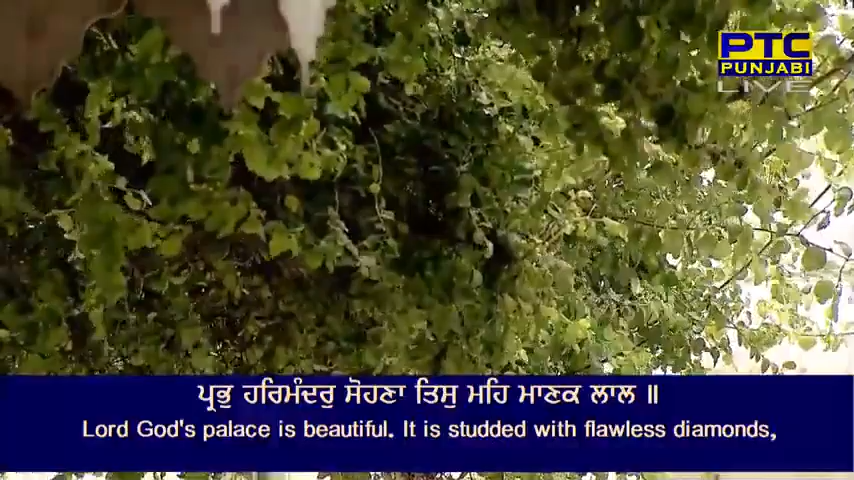 PTC
PUNJABI
LIVE
ਪ੍ਰਭੁ ਹਰਿਮੰਦਰੁ ਸੋਹਣਾ ਤਿਸੁ ਮਹਿ ਮਾਣਕ ਲਾਲ ॥
Lord God's palace is beautiful. It is studded with flawless diamonds,